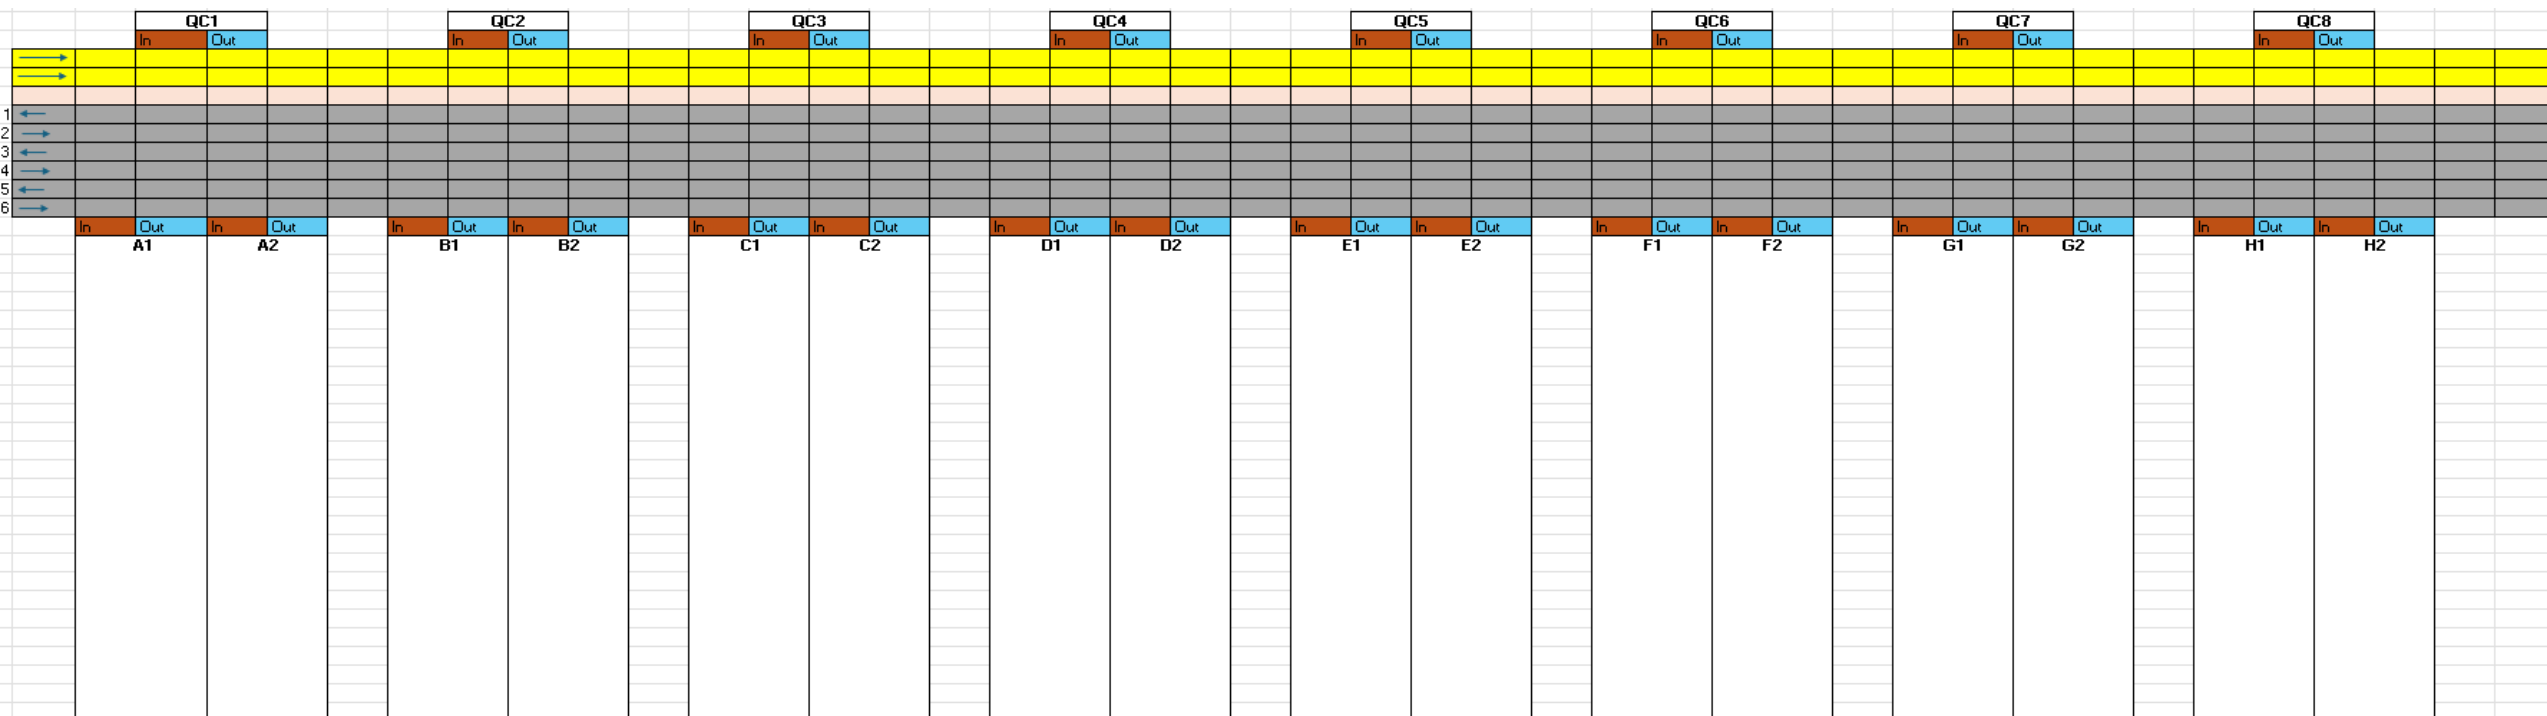 QC1 QC2 QC3 QC4 QC5 QC6 QC7 QC8
In Out In Out In Out In Out In Out In Out In Out In Out
1
2
3
4
5
6
In Out In Out In Out In Out In Out In Out In Out In Out In Out In Out In Out In Out In Out In Out In Out In Out
A1 A2 B1 B2 C1 C2 D1 D2 E1 E2 F1 F2 G1 G2 H1 H2